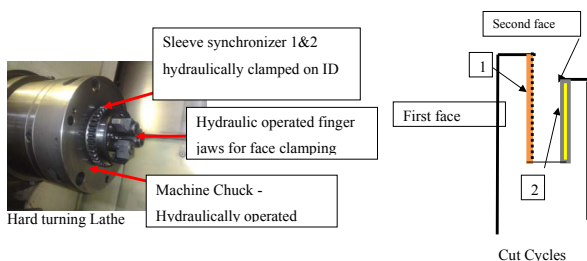 Sleeve synchronizer 1&2
hydraulically clamped on ID
Hydraulic operated finger
jaws for face clamping
Machine Chuck -
Hydraulically operated
Hard turning Lathe
Second face
1
First face
2
Cut Cycles